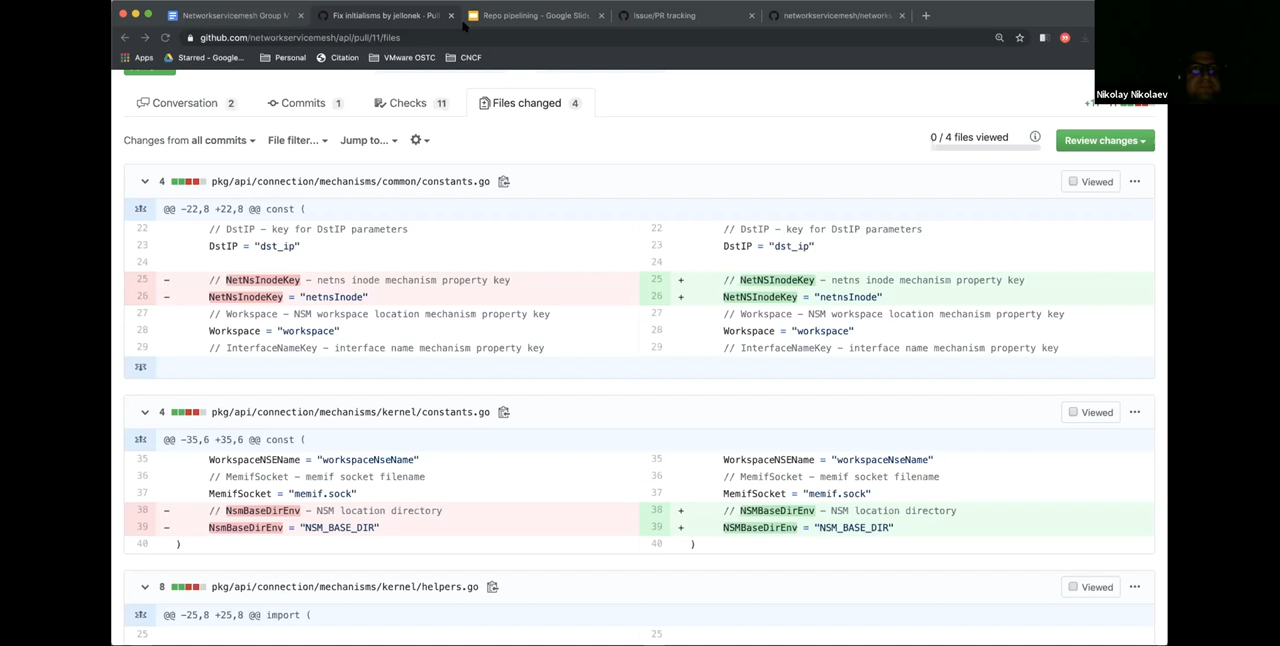 Networkservicemesh Group M
Fix initialisms by jellonek · Pull
Repo pipelining - Google Slide
Issue/PR tracking
networkservicemesh/networks
github.com/networkservicemesh/api/pull/11/files
Apps
Starred - Google...
Personal
Citation
VMware OSTC
CNCF
Nikolay Nikolaev
Conversation 2
Commits 1
Checks 11
Files changed 4
Changes from all commits
File filter...
Jump to...
0 / 4 files viewed
Review changes
4 pkg/api/connection/mechanisms/common/constants.go
Viewed
@@ -22,8 +22,8 @@ const (
22 // DstIP - key for DstIP parameters 22 // DstIP - key for DstIP parameters
23 DstIP = "dst_ip" 23 DstIP = "dst_ip"
24 24
25 - // NetNsInodeKey - netns inode mechanism property key 25 + // NetNSInodeKey - netns inode mechanism property key
26 - NetNsInodeKey = "netnsInode" 26 + NetNSInodeKey = "netnsInode"
27 // Workspace - NSM workspace location mechanism property key 27 // Workspace - NSM workspace location mechanism property key
28 Workspace = "workspace" 28 Workspace = "workspace"
29 // InterfaceNameKey - interface name mechanism property key 29 // InterfaceNameKey - interface name mechanism property key
4 pkg/api/connection/mechanisms/kernel/constants.go
Viewed
@@ -35,6 +35,6 @@ const (
35 WorkspaceNSEName = "workspaceNseName" 35 WorkspaceNSEName = "workspaceNseName"
36 // MemifSocket - memif socket filename 36 // MemifSocket - memif socket filename
37 MemifSocket = "memif.sock" 37 MemifSocket = "memif.sock"
38 - // NsmBaseDirEnv - NSM location directory 38 + // NSMBaseDirEnv - NSM location directory
39 - NsmBaseDirEnv = "NSM_BASE_DIR" 39 + NSMBaseDirEnv = "NSM_BASE_DIR"
40 ) 40 )
8 pkg/api/connection/mechanisms/kernel/helpers.go
Viewed
@@ -25,8 +25,8 @@ import (
25 25